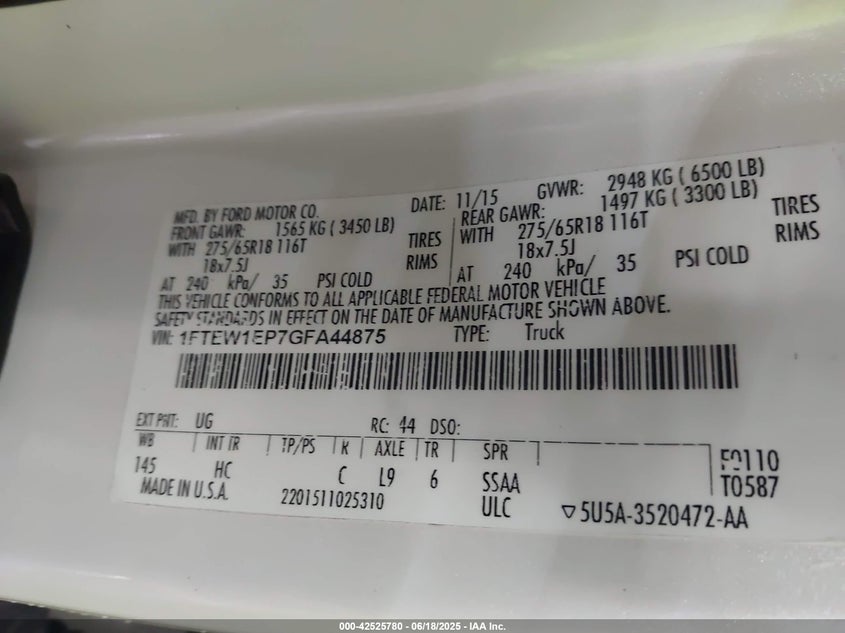 MFD. BY FORD MOTOR CO. DATE: 11/15 GVWR: 2948 KG ( 6500 LB)
FRONT GAWR: 1565 KG ( 3450 LB) REAR GAWR: 1497 KG ( 3300 LB)
WITH 275/65R18 116T TIRES WITH 275/65R18 116T TIRES
18x7.5J RIMS 18x7.5J RIMS
AT 240 kPa/ 35 PSI COLD AT 240 kPa/ 35 PSI COLD
THIS VEHICLE CONFORMS TO ALL APPLICABLE FEDERAL MOTOR VEHICLE
SAFETY STANDARDS IN EFFECT ON THE DATE OF MANUFACTURE SHOWN ABOVE.
VIN: 1FTEW1EP7GFA44875 TYPE: Truck
EXT PNT: UG RC: 44 DSO:
WB INT TR TP/PS R AXLE TR SPR
145 HC C L9 6 SSAA
F0110
T0587
MADE IN U.S.A. 2201511025310 ULC ▽5U5A-3520472-AA
000-42525780 - 06/18/2025 - IAA Inc.